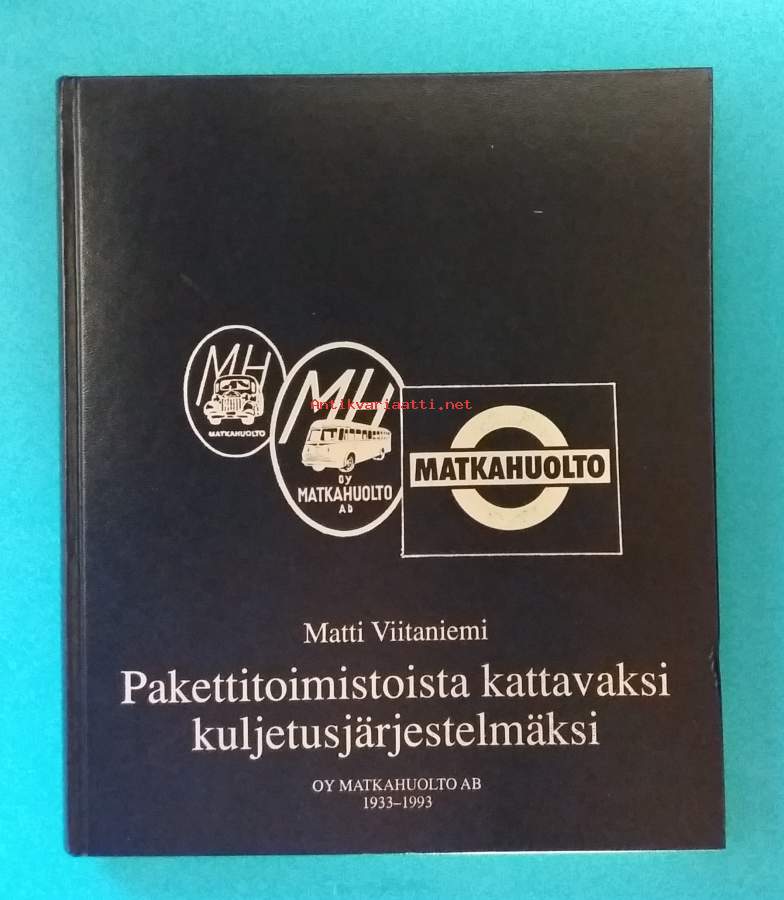 MH
MATKAHUOLTO
MH
OY
MATKAHUOLTO
AB
Antikvariaatti.net
MATKAHUOLTO
Matti Viitaniemi
Pakettitoimistoista kattavaksi
kuljetusjärjestelmäksi
OY MATKAHUOLTO AB
1933–1993